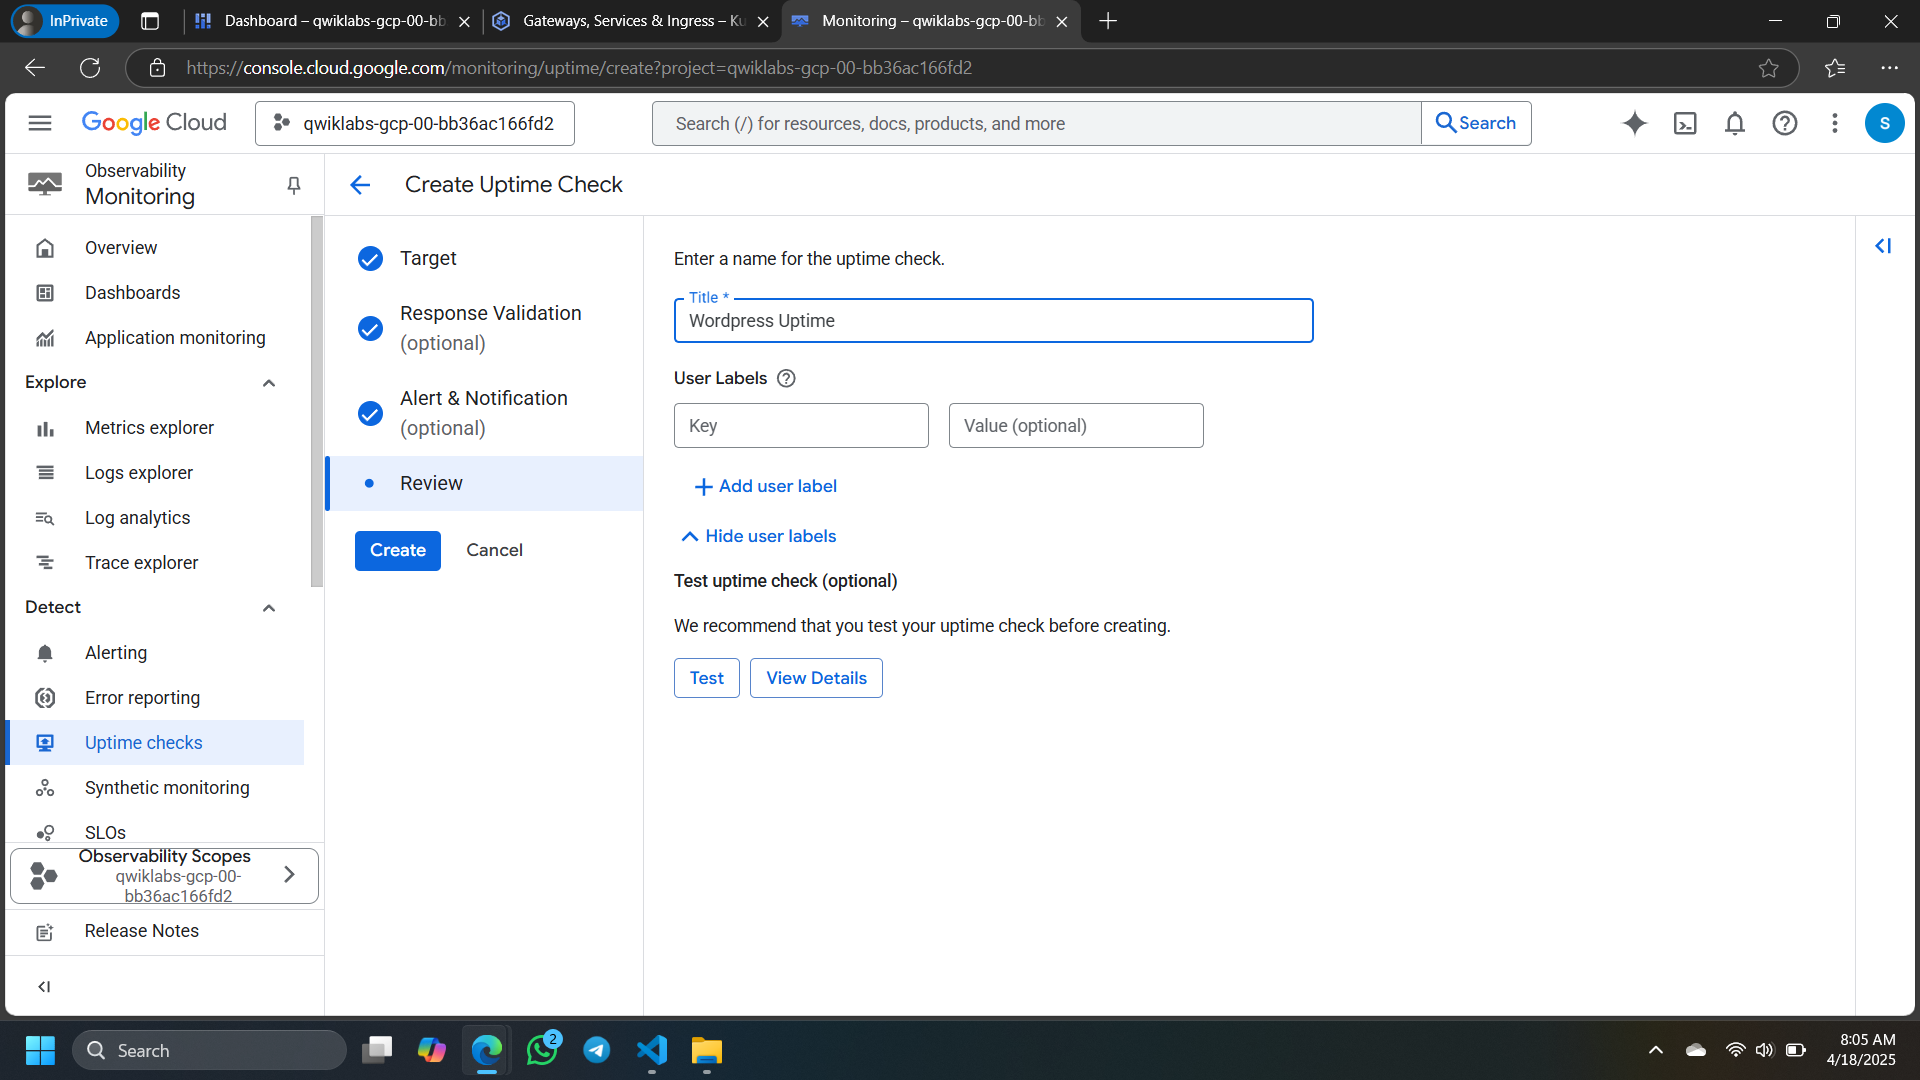 InPrivate
Dashboard – qwiklabs-gcp-00-bb
Gateways, Services & Ingress – Ku
Monitoring – qwiklabs-gcp-00-bb
https://console.cloud.google.com/monitoring/uptime/create?project=qwiklabs-gcp-00-bb36ac166fd2
Google Cloud
qwiklabs-gcp-00-bb36ac166fd2
Search (/) for resources, docs, products, and more
Search
S
Observability
Monitoring
Overview
Dashboards
Application monitoring
Explore
Metrics explorer
Logs explorer
Log analytics
Trace explorer
Detect
Alerting
Error reporting
Uptime checks
Synthetic monitoring
SLOs
Observability Scopes
qwiklabs-gcp-00-
bb36ac166fd2
Release Notes
Create Uptime Check
Target
Response Validation
(optional)
Alert & Notification
(optional)
Review
Create
Cancel
Enter a name for the uptime check.
Title *
Wordpress Uptime
User Labels
Key
Value (optional)
Add user label
Hide user labels
Test uptime check (optional)
We recommend that you test your uptime check before creating.
Test
View Details
Search
2
8:05 AM
4/18/2025